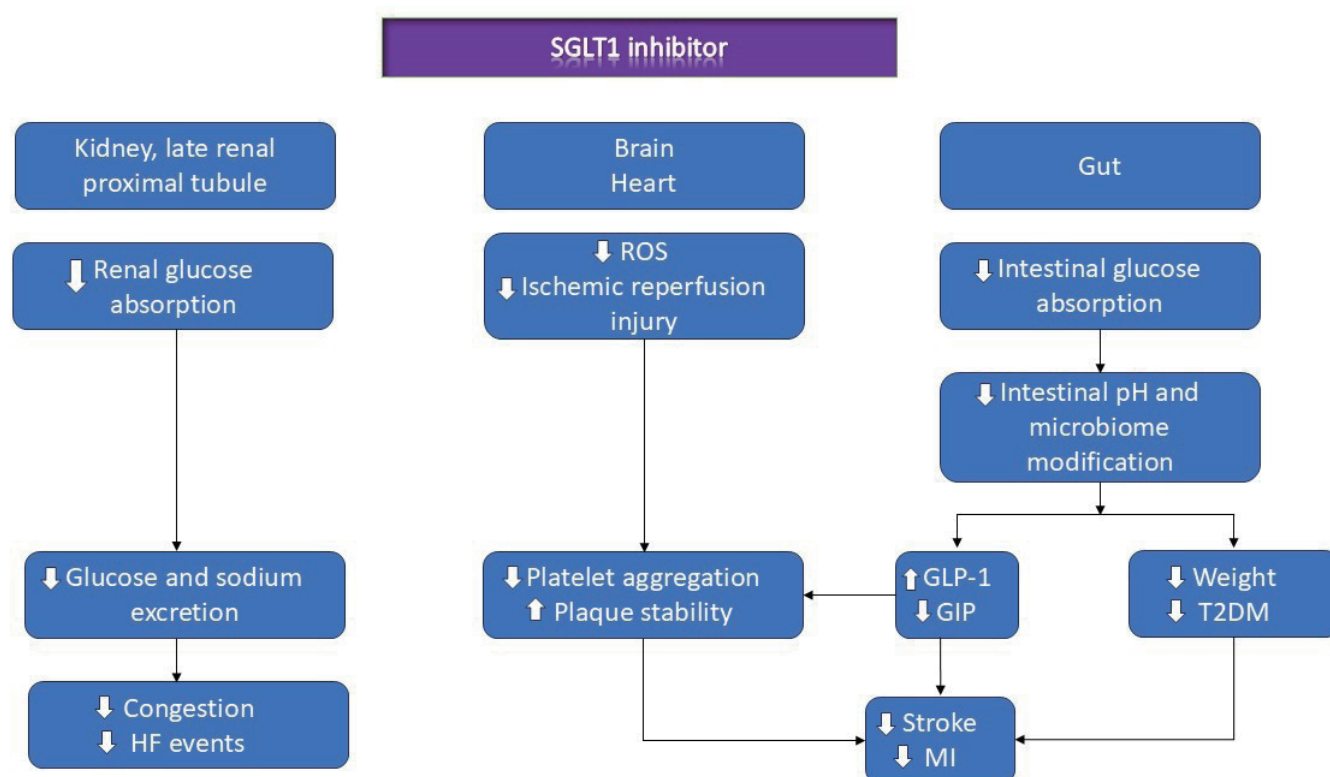 SGLT1 inhibitor
Kidney, late renal
proximal tubule
Brain
Heart
Gut
⇩ Renal glucose
absorption
⇩ ROS
⇩ Ischemic reperfusion
injury
⇩ Intestinal glucose
absorption
⇩ Intestinal pH and
microbiome
modification
⇩ Glucose and sodium
excretion
⇩ Platelet aggregation
⇧ Plaque stability
⇧ GLP-1
⇩ GIP
⇩ Weight
⇩ T2DM
⇩ Congestion
⇩ HF events
⇩ Stroke
⇩ MI